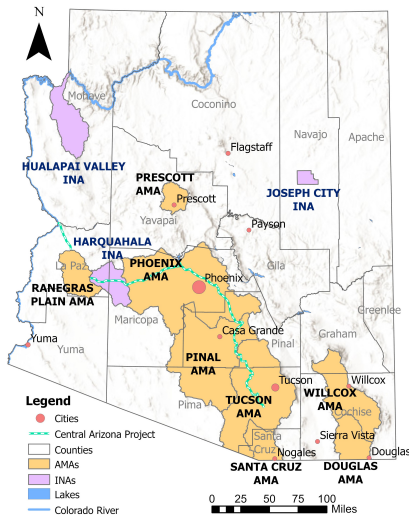 N
Mohave
Coconino
Navajo
Apache
Flagstaff
HUALAPAI VALLEY
INA
PRESCOTT
AMA
Prescott
JOSEPH CITY
INA
Yavapai
Payson
HARQUAHALA
INA
PHOENIX
AMA
La Paz
Gila
Phoenix
RANEGRAS
PLAIN AMA
Maricopa
Greenlee
Yuma
Yuma
Casa Grande
Pinal
Graham
PINAL
AMA
Tucson
Willcox
WILLCOX
AMA
Pima
TUCSON
AMA
Cochise
Santa
Cruz
Sierra Vista
Nogales
Douglas
SANTA CRUZ
AMA
DOUGLAS
AMA
Legend
Cities
Central Arizona Project
Counties
AMAs
INAs
Lakes
Colorado River
0 25 50 100
Miles